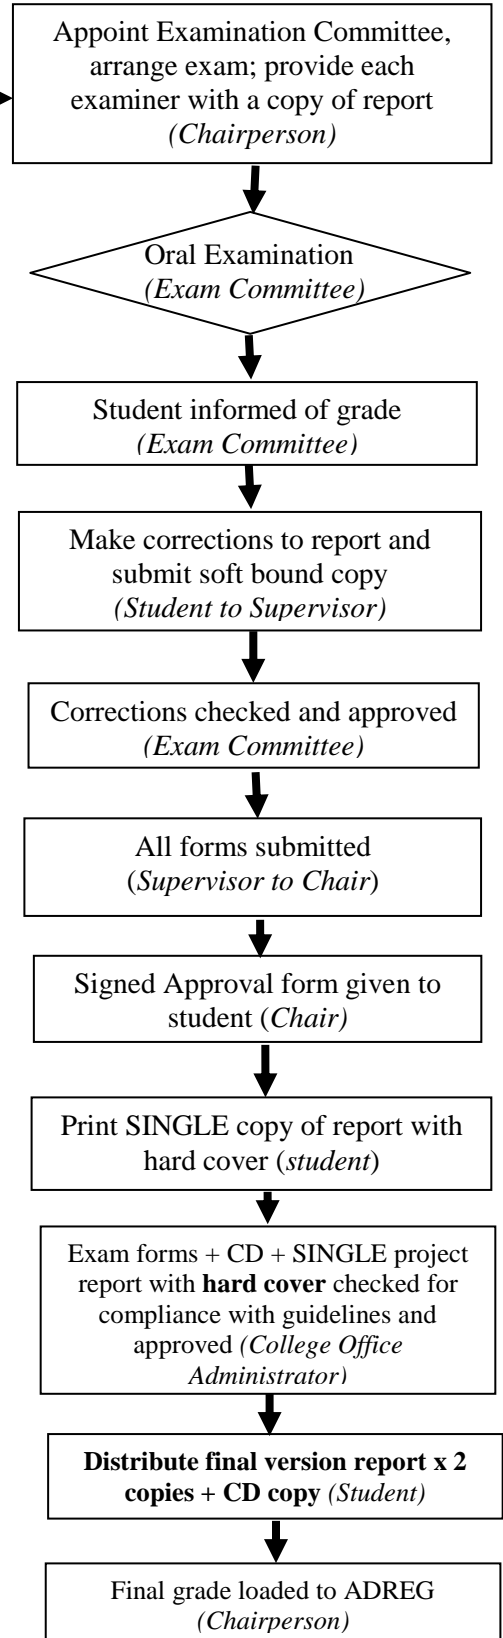 Appoint Examination Committee,
arrange exam; provide each
examiner with a copy of report
(Chairperson)
Oral Examination
(Exam Committee)
Student informed of grade
(Exam Committee)
Make corrections to report and
submit soft bound copy
(Student to Supervisor)
Corrections checked and approved
(Exam Committee)
All forms submitted
(Supervisor to Chair)
Signed Approval form given to
student (Chair)
Print SINGLE copy of report with
hard cover (student)
Exam forms + CD + SINGLE project
report with hard cover checked for
compliance with guidelines and
approved (College Office
Administrator)
Distribute final version report x 2
copies + CD copy (Student)
Final grade loaded to ADREG
(Chairperson)